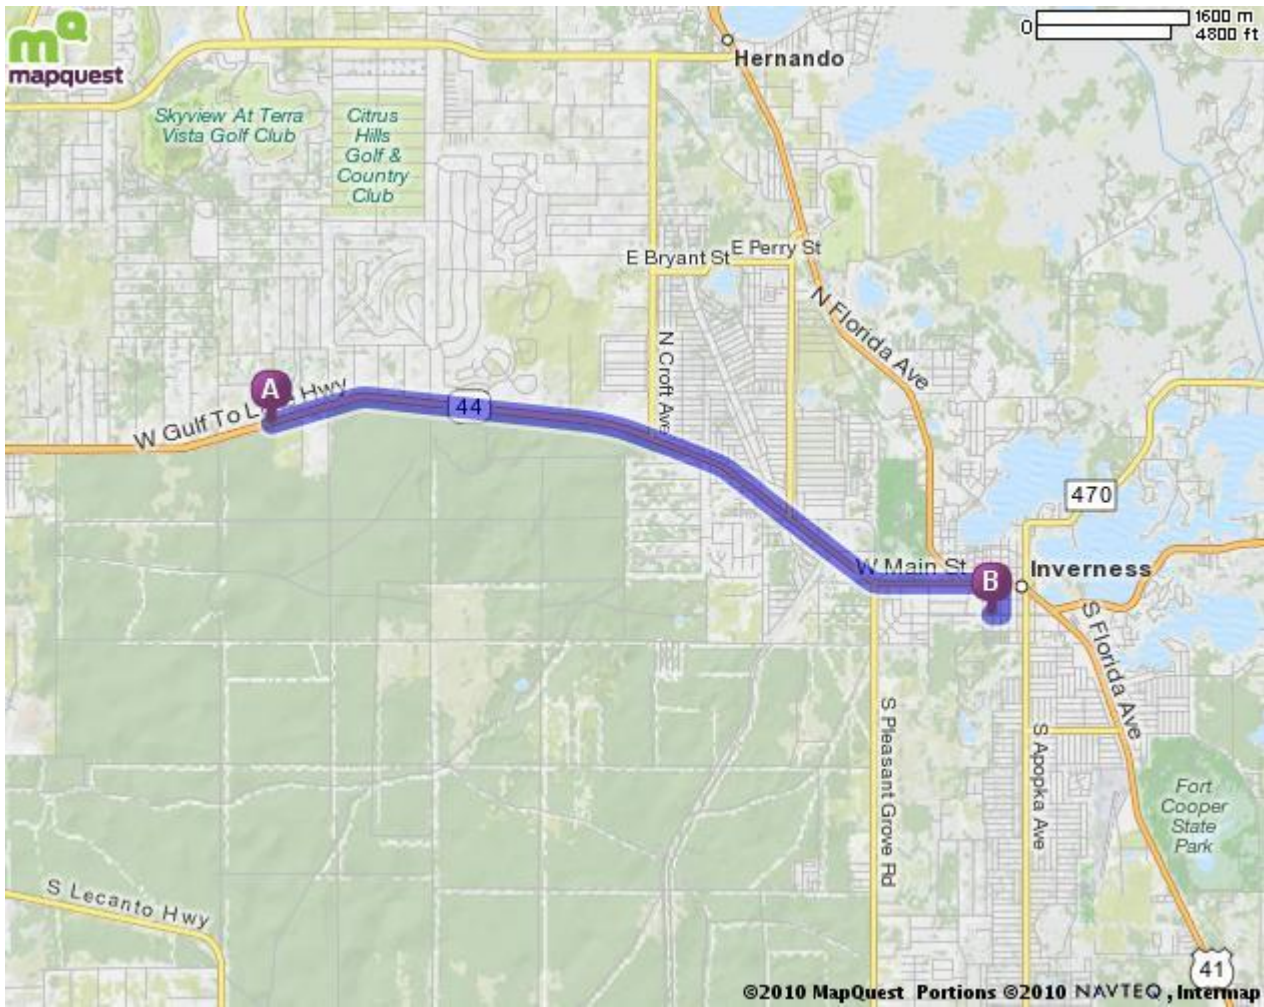 mapquest
0
1600 m
4800 ft
Hernando
Skyview At Terra
Vista Golf Club
Citrus
Hills
Golf &
Country
Club
E Bryant St
E Perry St
N Florida Ave
N Croft Ave
A
W Gulf To L Hwy
44
470
W Main St
B
Inverness
S Florida Ave
S Pleasant Grove Rd
S Apopka Ave
Fort
Cooper
State
Park
S Lecanto Hwy
41
©2010 MapQuest Portions ©2010 NAVTEQ, Intermap